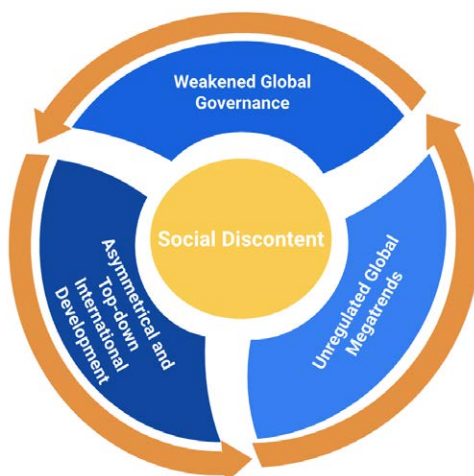 Weakened Global
Governance
Social Discontent
Asymmetrical and
Top-down
International
Development
Unregulated Global
Megatrends